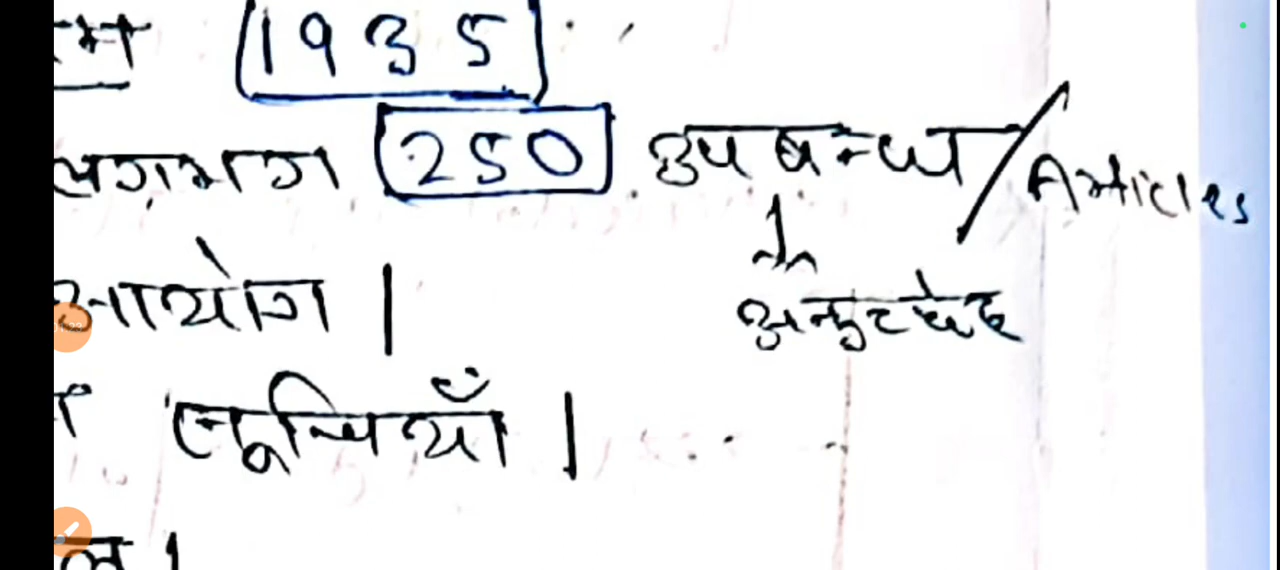 1935
लगभग 250 उपबन्ध / Articles
अनुच्छेद
आयोग |
सूचियाँ |